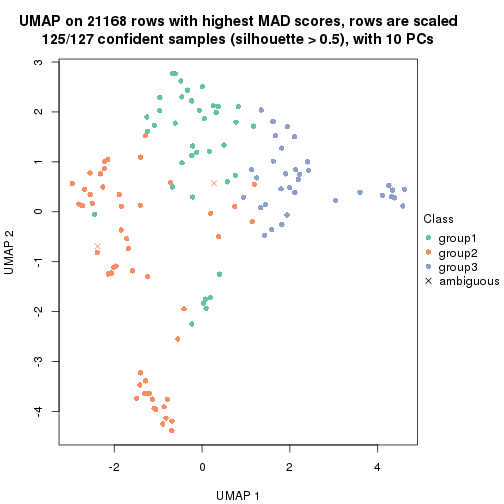 UMAP on 21168 rows with highest MAD scores, rows are scaled
125/127 confident samples (silhouette > 0.5), with 10 PCs
3
2
1
0
-1
-2
-3
-4
UMAP 2
-2
0
2
4
UMAP 1
Class
group1
group2
group3
ambiguous